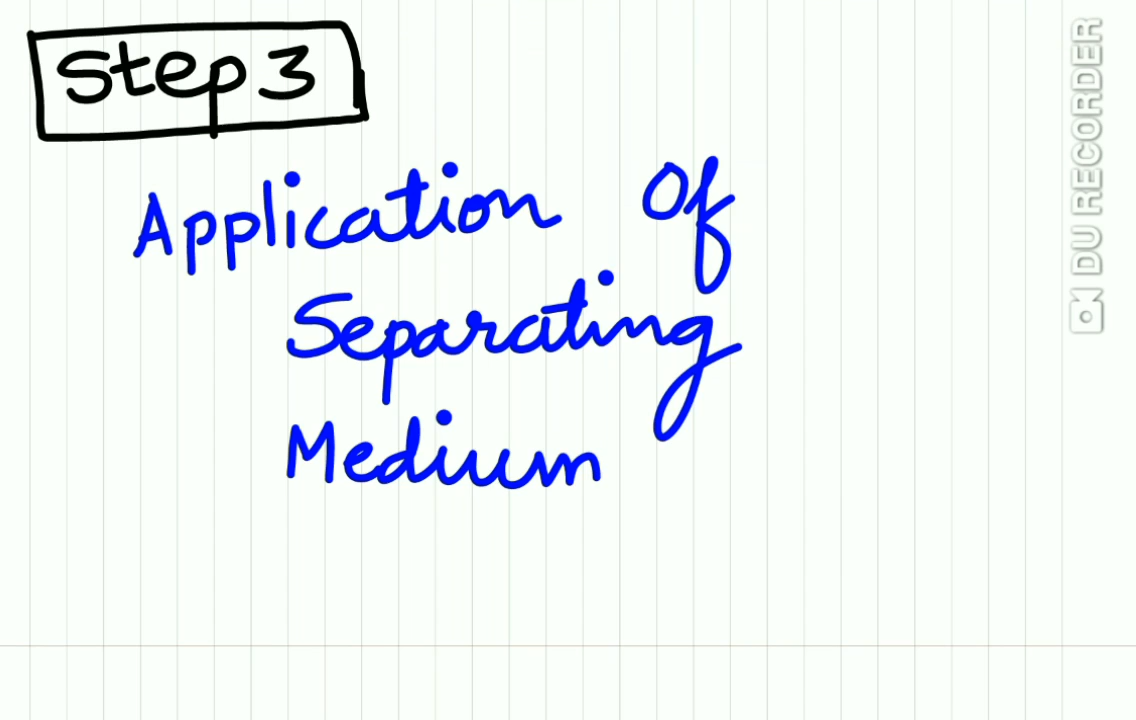 Step 3
Application Of
Separating
Medium
DU RECORDER